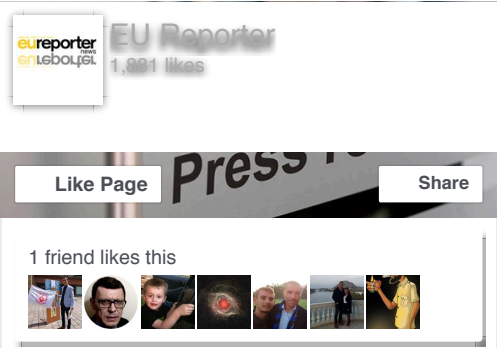 eureporter
news
EU Reporter
1,881 likes
Like Page
Press
Share
1 friend likes this